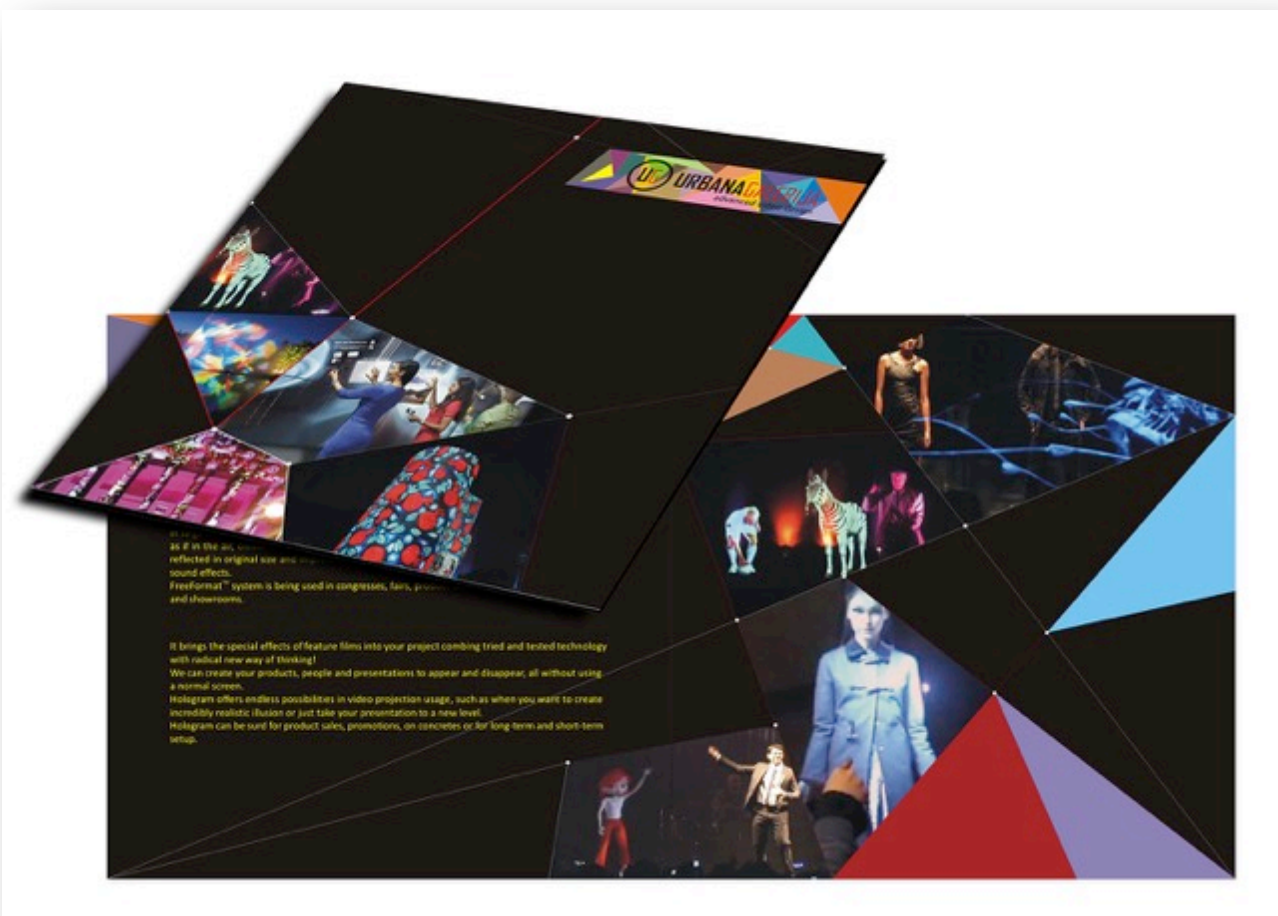 UG URBANAGALERIJA
advanced
as if in the air,
reflected in original size and
sound effects.
FreeFormat™ system is being used in congresses, fairs,
and showrooms.
It brings the special effects of feature films into your project combing tried and tested technology
with radical new way of thinking!
We can create your products, people and presentations to appear and disappear, all without using
a normal screen.
Hologram offers endless possibilities in video projection usage, such as when you want to create
incredibly realistic illusion or just take your presentation to a new level.
Hologram can be surd for product sales, promotions, on concretes or for long-term and short-term
setup.